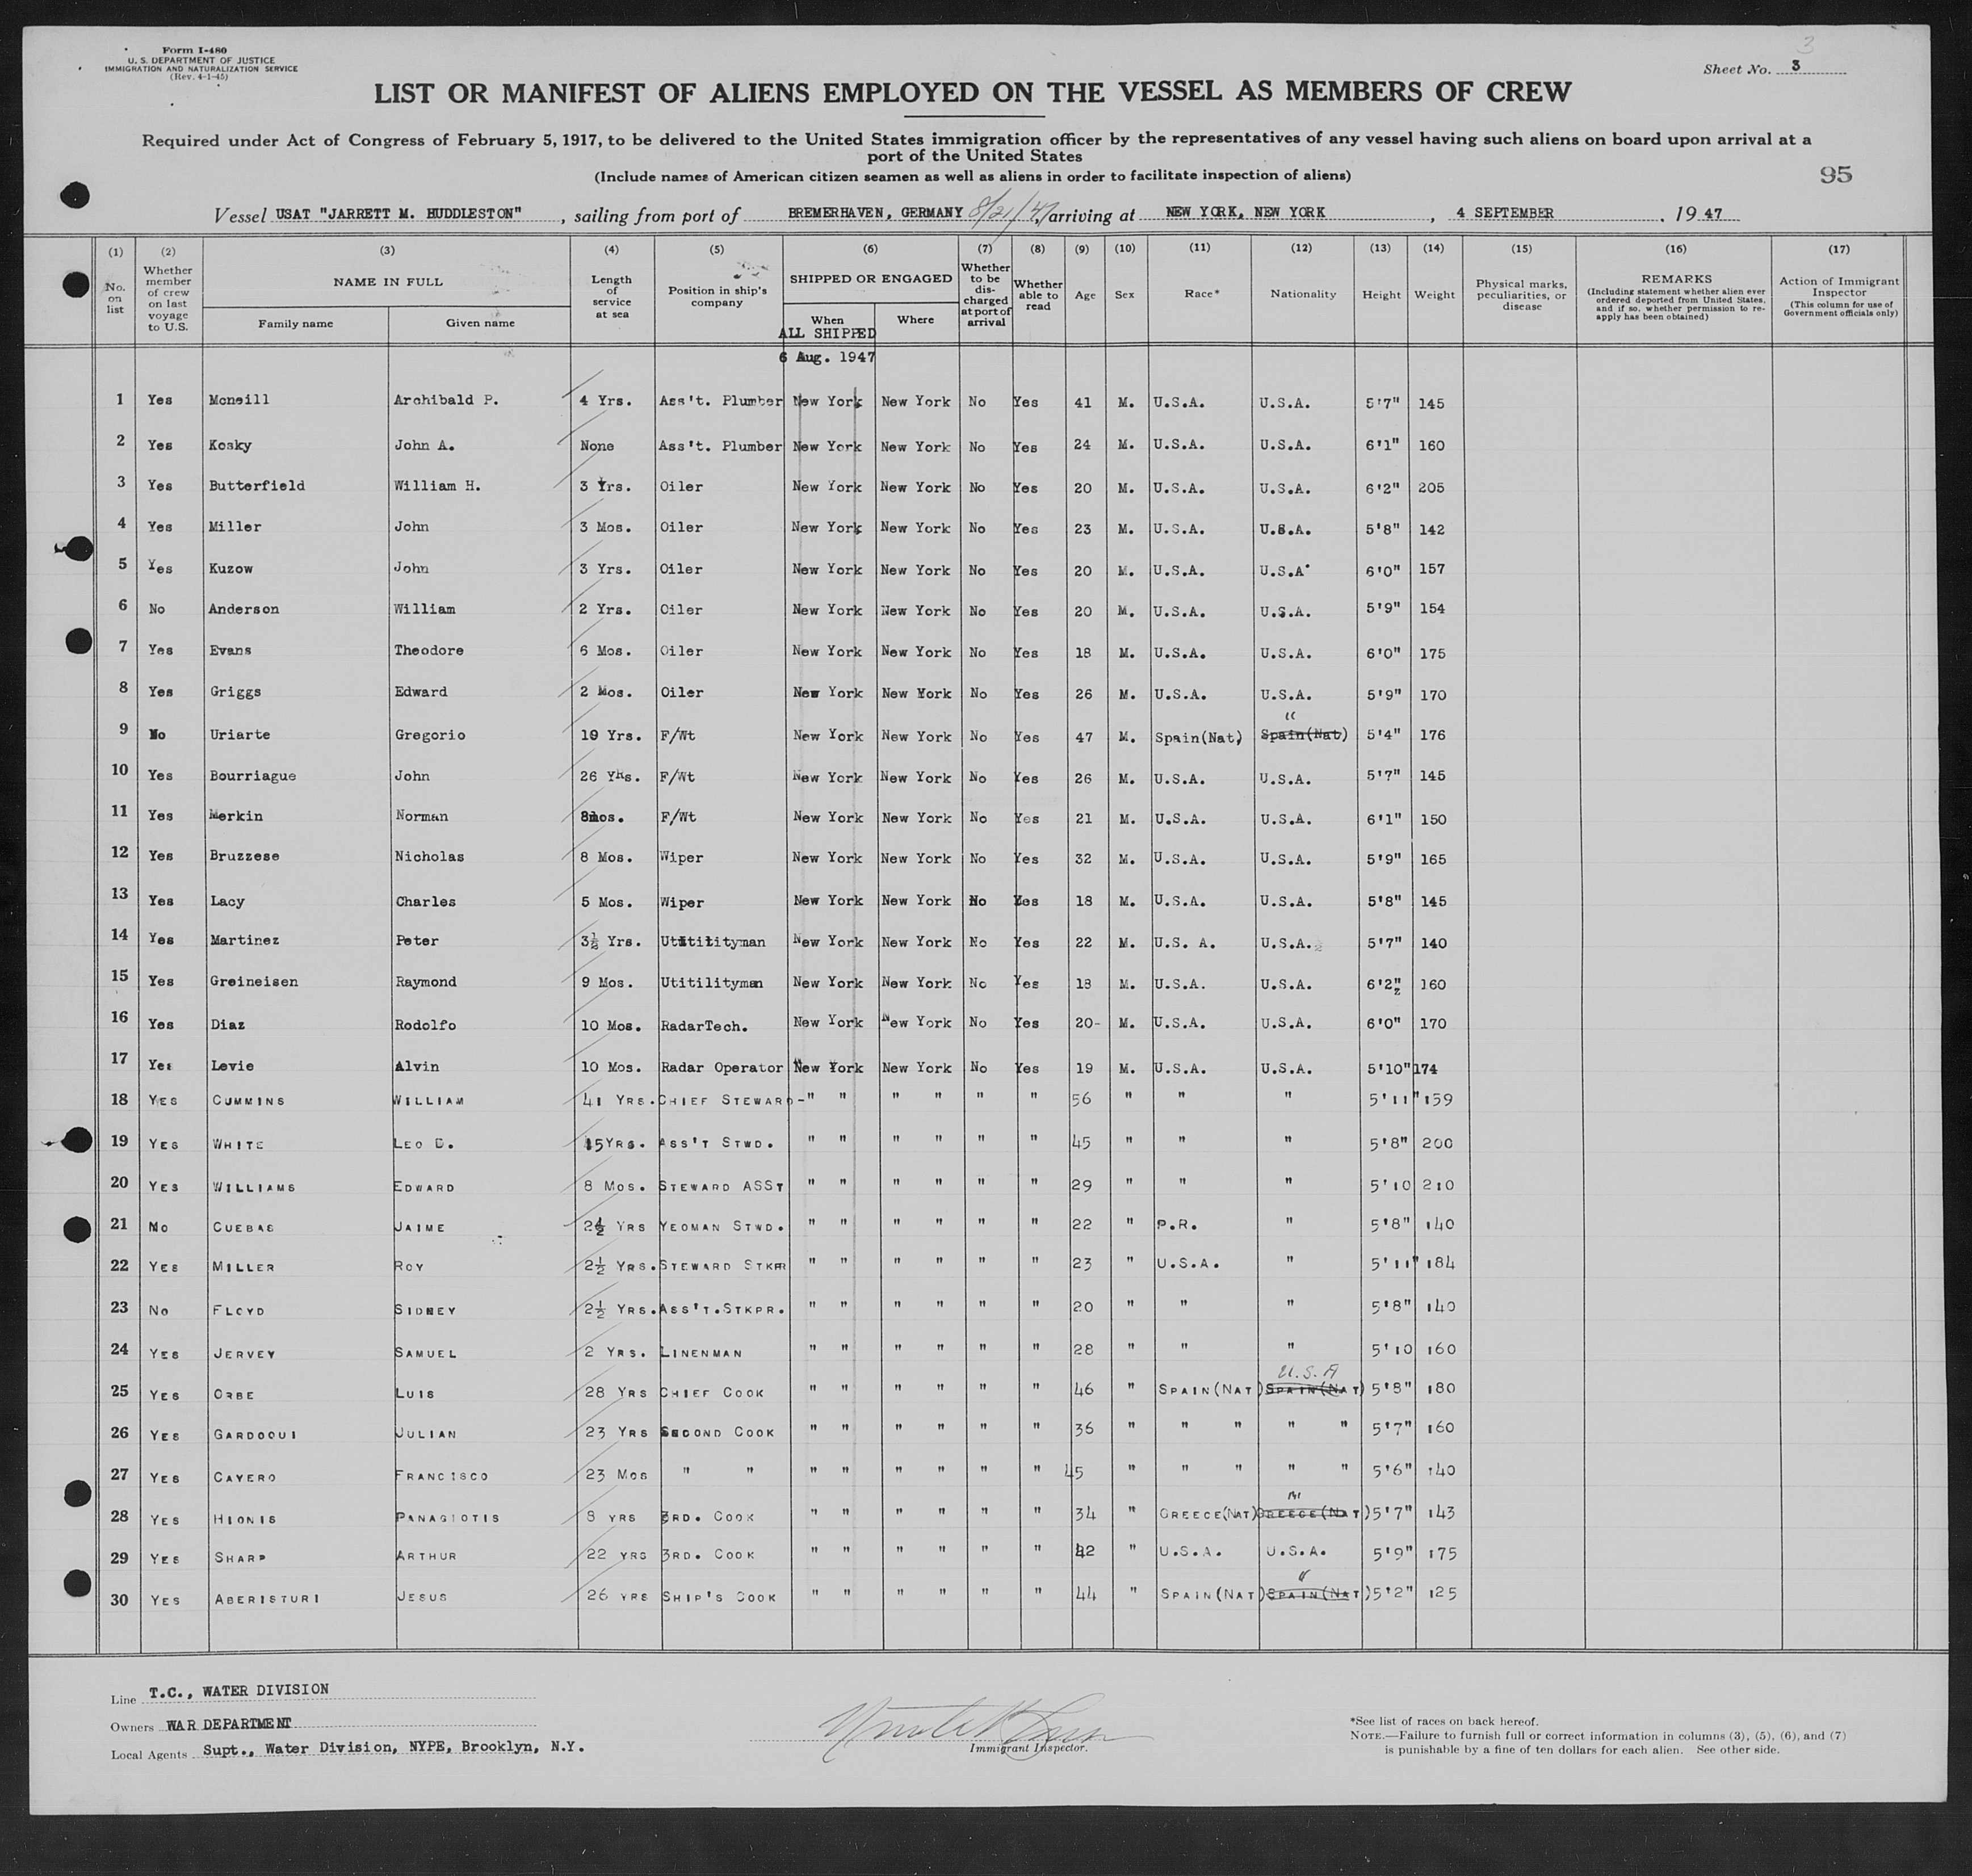 Form I-480
U. S. DEPARTMENT OF JUSTICE
IMMIGRATION AND NATURALIZATION SERVICE
(Rev. 4-1-45)
3
Sheet No. 3
LIST OR MANIFEST OF ALIENS EMPLOYED ON THE VESSEL AS MEMBERS OF CREW
Required under Act of Congress of February 5, 1917, to be delivered to the United States immigration officer by the representatives of any vessel having such aliens on board upon arrival at a
port of the United States
(Include names of American citizen seamen as well as aliens in order to facilitate inspection of aliens)
95
Vessel USAT "JARRETT M. HUDDLESTON", sailing from port of BREMERHAVEN, GERMANY 8/21/47, arriving at NEW YORK, NEW YORK, 4 SEPTEMBER, 1947
(1) (2) (3) (4) (5) (6) (7) (8) (9) (10) (11) (12) (13) (14) (15) (16) (17)
No. on list
Whether member of crew on last voyage to U.S.
NAME IN FULL
Family name
Given name
Length of service at sea
Position in ship's company
SHIPPED OR ENGAGED
When
Where
Whether to be discharged at port of arrival
Whether able to read
Age
Sex
Race*
Nationality
Height
Weight
Physical marks, peculiarities, or disease
REMARKS
(Including statement whether alien ever ordered deported from United States, and if so, whether permission to re-apply has been obtained)
Action of Immigrant Inspector
(This column for use of Government officials only)
ALL SHIPPED
6 Aug. 1947
1 Yes Mcneill Archibald P. 4 Yrs. Ass't. Plumber New York New York No Yes 41 M. U.S.A. U.S.A. 5'7" 145
2 Yes Kosky John A. None Ass't. Plumber New York New York No Yes 24 M. U.S.A. U.S.A. 6'1" 160
3 Yes Butterfield William H. 3 Yrs. Oiler New York New York No Yes 20 M. U.S.A. U.S.A. 6'2" 205
4 Yes Miller John 3 Mos. Oiler New York New York No Yes 23 M. U.S.A. U.S.A. 5'8" 142
5 Yes Kuzow John 3 Yrs. Oiler New York New York No Yes 20 M. U.S.A. U.S.A. 6'0" 157
6 No Anderson William 2 Yrs. Oiler New York New York No Yes 20 M. U.S.A. U.S.A. 5'9" 154
7 Yes Evans Theodore 6 Mos. Oiler New York New York No Yes 18 M. U.S.A. U.S.A. 6'0" 175
8 Yes Griggs Edward 2 Mos. Oiler New York New York No Yes 26 M. U.S.A. U.S.A. 5'9" 170
9 No Uriarte Gregorio 19 Yrs. F/Wt New York New York No Yes 47 M. Spain(Nat) " Spain(Nat) 5'4" 176
10 Yes Bourriague John 26 Yrs. F/Wt New York New York No Yes 26 M. U.S.A. U.S.A. 5'7" 145
11 Yes Merkin Norman 8mos. F/Wt New York New York No Yes 21 M. U.S.A. U.S.A. 6'1" 150
12 Yes Bruzzese Nicholas 8 Mos. Wiper New York New York No Yes 32 M. U.S.A. U.S.A. 5'9" 165
13 Yes Lacy Charles 5 Mos. Wiper New York New York No Yes 18 M. U.S.A. U.S.A. 5'8" 145
14 Yes Martinez Peter 3½ Yrs. Utitilityman New York New York No Yes 22 M. U.S. A. U.S.A. 5'7" 140
15 Yes Greineisen Raymond 9 Mos. Utitilityman New York New York No Yes 18 M. U.S.A. U.S.A. 6'2" 160
16 Yes Diaz Rodolfo 10 Mos. RadarTech. New York New York No Yes 20- M. U.S.A. U.S.A. 6'0" 170
17 Yes Levie Alvin 10 Mos. Radar Operator New York New York No Yes 19 M. U.S.A. U.S.A. 5'10" 174
18 YES CUMMINS WILLIAM 41 YRS. CHIEF STEWARD -" " " " " " 56 " " " 5'11" 159
19 YES WHITE LEO D. 15YRS. ASS'T STWD. " " " " " " 45 " " " 5'8" 200
20 YES WILLIAMS EDWARD 8 MOS. STEWARD ASST " " " " " " 29 " " " 5'10 210
21 NO CUEBAS JAIME 2½ YRS YEOMAN STWD. " " " " " " 22 " P.R. " 5'8" 140
22 YES MILLER ROY 2½ YRS. STEWARD STKPR " " " " " " 23 " U.S.A. " 5'11" 184
23 NO FLOYD SIDNEY 2½ YRS. ASS'T.STKPR. " " " " " " 20 " " " 5'8" 140
24 YES JERVEY SAMUEL 2 YRS. LINENMAN " " " " " " 28 " " " 5'10 160
25 YES ORBE LUIS 28 YRS CHIEF COOK " " " " " " 46 " SPAIN(NAT) U.S.A SPAIN(NAT) 5'8" 180
26 YES GARDOQUI JULIAN 23 YRS SECOND COOK " " " " " " 36 " " " " " 5'7" 160
27 YES CAVERO FRANCISCO 23 MOS " " " " " " " " 45 " " " " " 5'6" 140
28 YES HIONIS PANAGIOTIS 8 YRS 3RD. COOK " " " " " " 34 " GREECE(NAT) GREECE(NAT) 5'7" 143
29 YES SHARP ARTHUR 22 YRS 3RD. COOK " " " " " " 42 " U.S.A. U.S.A. 5'9" 175
30 YES ABERISTURI JESUS 26 YRS SHIP'S COOK " " " " " " 44 " SPAIN(NAT) " SPAIN(NAT) 5'2" 125
Line T.C., WATER DIVISION
Owners WAR DEPARTMENT
Local Agents Supt., Water Division, NYPE, Brooklyn, N.Y.
Immigrant Inspector.
*See list of races on back hereof.
NOTE.—Failure to furnish full or correct information in columns (3), (5), (6), and (7)
is punishable by a fine of ten dollars for each alien. See other side.